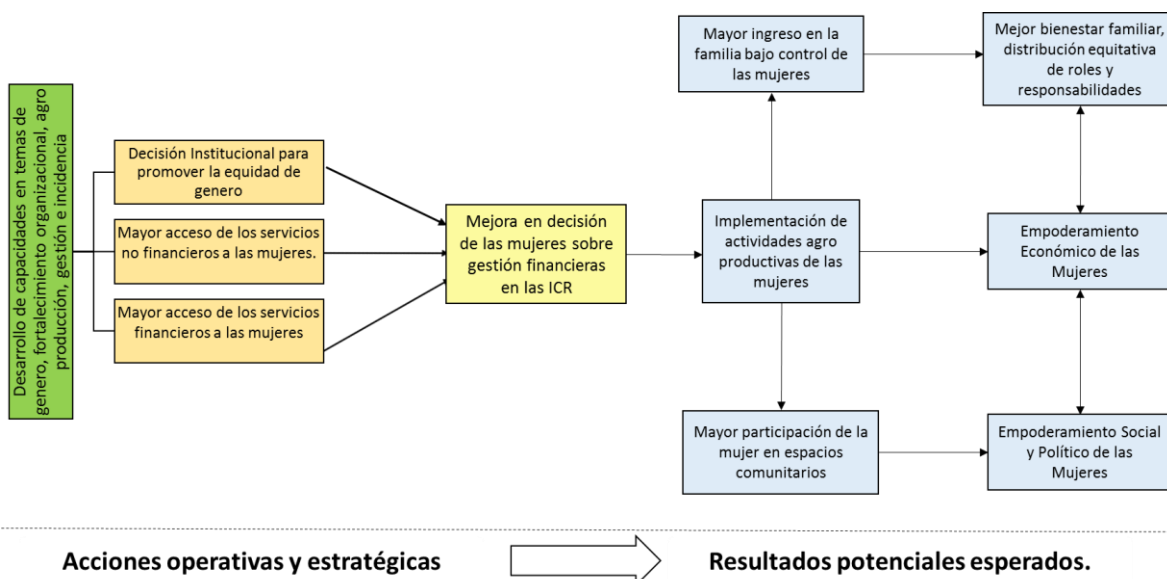 Desarrollo de capacidades en temas de
genero, fortalecimiento organizacional, agro
producción, gestión e incidencia
Decisión Institucional para
promover la equidad de
genero
Mayor acceso de los servicios
no financieros a las mujeres.
Mayor acceso de los servicios
financieros a las mujeres
Mejora en decisión
de las mujeres sobre
gestión financieras
en las ICR
Mayor ingreso en la
familia bajo control de
las mujeres
Implementación de
actividades agro
productivas de las
mujeres
Mayor participación de la
mujer en espacios
comunitarios
Mejor bienestar familiar,
distribución equitativa
de roles y
responsabilidades
Empoderamiento
Económico de las
Mujeres
Empoderamiento Social
y Político de las
Mujeres
Acciones operativas y estratégicas
Resultados potenciales esperados.